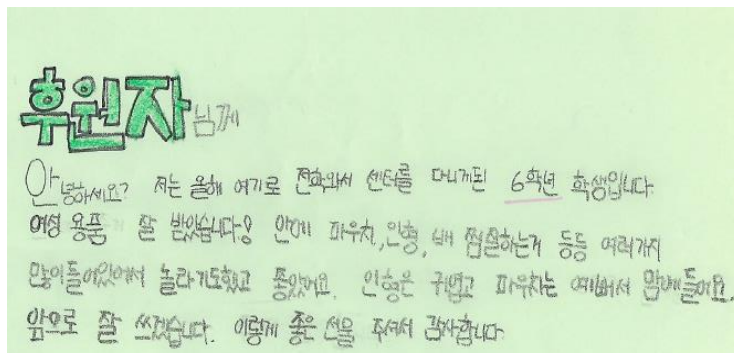 후원자님께
안녕하세요? 저는 올해 여기로 전학와서 센터를 다니게된 6학년 학생입니다.
여성 용품 잘 받았습니다! 안에 파우치, 인형, 배 찜질하는거 등등 여러가지
많이들어있어서 놀라기도했고 좋았어요. 인형은 귀엽고 파우치는 예뻐서 맘에들어요.
앞으로 잘 쓰겠습니다. 이렇게 좋은 선물 주셔서 감사합니다.